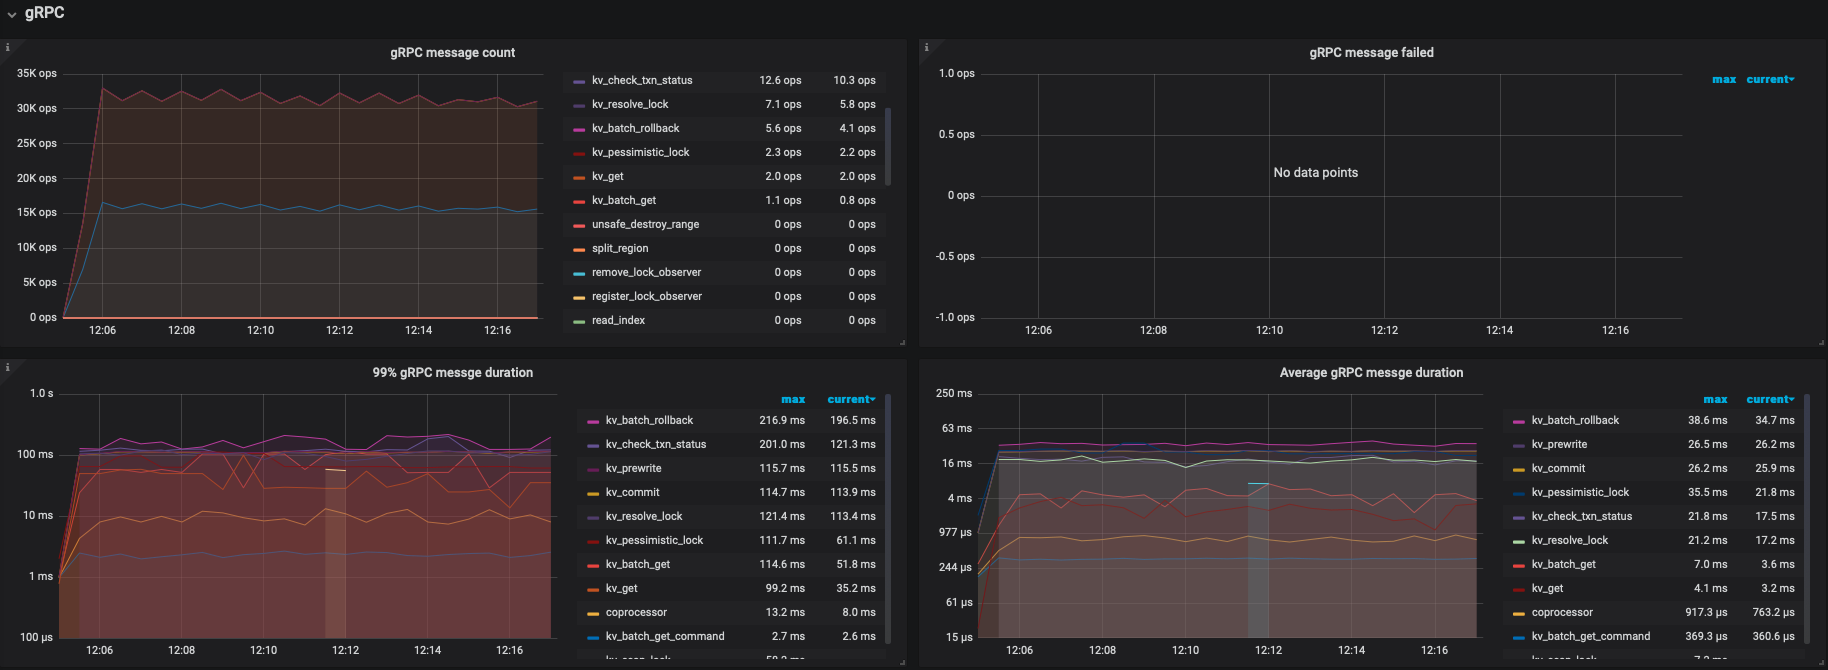 gRPC
gRPC message count
35K ops
30K ops
25K ops
20K ops
15K ops
10K ops
5K ops
0 ops
12:06 12:08 12:10 12:12 12:14 12:16
kv_check_txn_status 12.6 ops 10.3 ops
kv_resolve_lock 7.1 ops 5.8 ops
kv_batch_rollback 5.6 ops 4.1 ops
kv_pessimistic_lock 2.3 ops 2.2 ops
kv_get 2.0 ops 2.0 ops
kv_batch_get 1.1 ops 0.8 ops
unsafe_destroy_range 0 ops 0 ops
split_region 0 ops 0 ops
remove_lock_observer 0 ops 0 ops
register_lock_observer 0 ops 0 ops
read_index 0 ops 0 ops
gRPC message failed
1.0 ops
0.5 ops
0 ops
-0.5 ops
-1.0 ops
No data points
12:06 12:08 12:10 12:12 12:14 12:16
max current
99% gRPC messge duration
1.0 s
100 ms
10 ms
1 ms
100 µs
12:06 12:08 12:10 12:12 12:14 12:16
max current
kv_batch_rollback 216.9 ms 196.5 ms
kv_check_txn_status 201.0 ms 121.3 ms
kv_prewrite 115.7 ms 115.5 ms
kv_commit 114.7 ms 113.9 ms
kv_resolve_lock 121.4 ms 113.4 ms
kv_pessimistic_lock 111.7 ms 61.1 ms
kv_batch_get 114.6 ms 51.8 ms
kv_get 99.2 ms 35.2 ms
coprocessor 13.2 ms 8.0 ms
kv_batch_get_command 2.7 ms 2.6 ms
Average gRPC messge duration
250 ms
63 ms
16 ms
4 ms
977 µs
244 µs
61 µs
15 µs
12:06 12:08 12:10 12:12 12:14 12:16
max current
kv_batch_rollback 38.6 ms 34.7 ms
kv_prewrite 26.5 ms 26.2 ms
kv_commit 26.2 ms 25.9 ms
kv_pessimistic_lock 35.5 ms 21.8 ms
kv_check_txn_status 21.8 ms 17.5 ms
kv_resolve_lock 21.2 ms 17.2 ms
kv_batch_get 7.0 ms 3.6 ms
kv_get 4.1 ms 3.2 ms
coprocessor 917.3 µs 763.2 µs
kv_batch_get_command 369.3 µs 360.6 µs